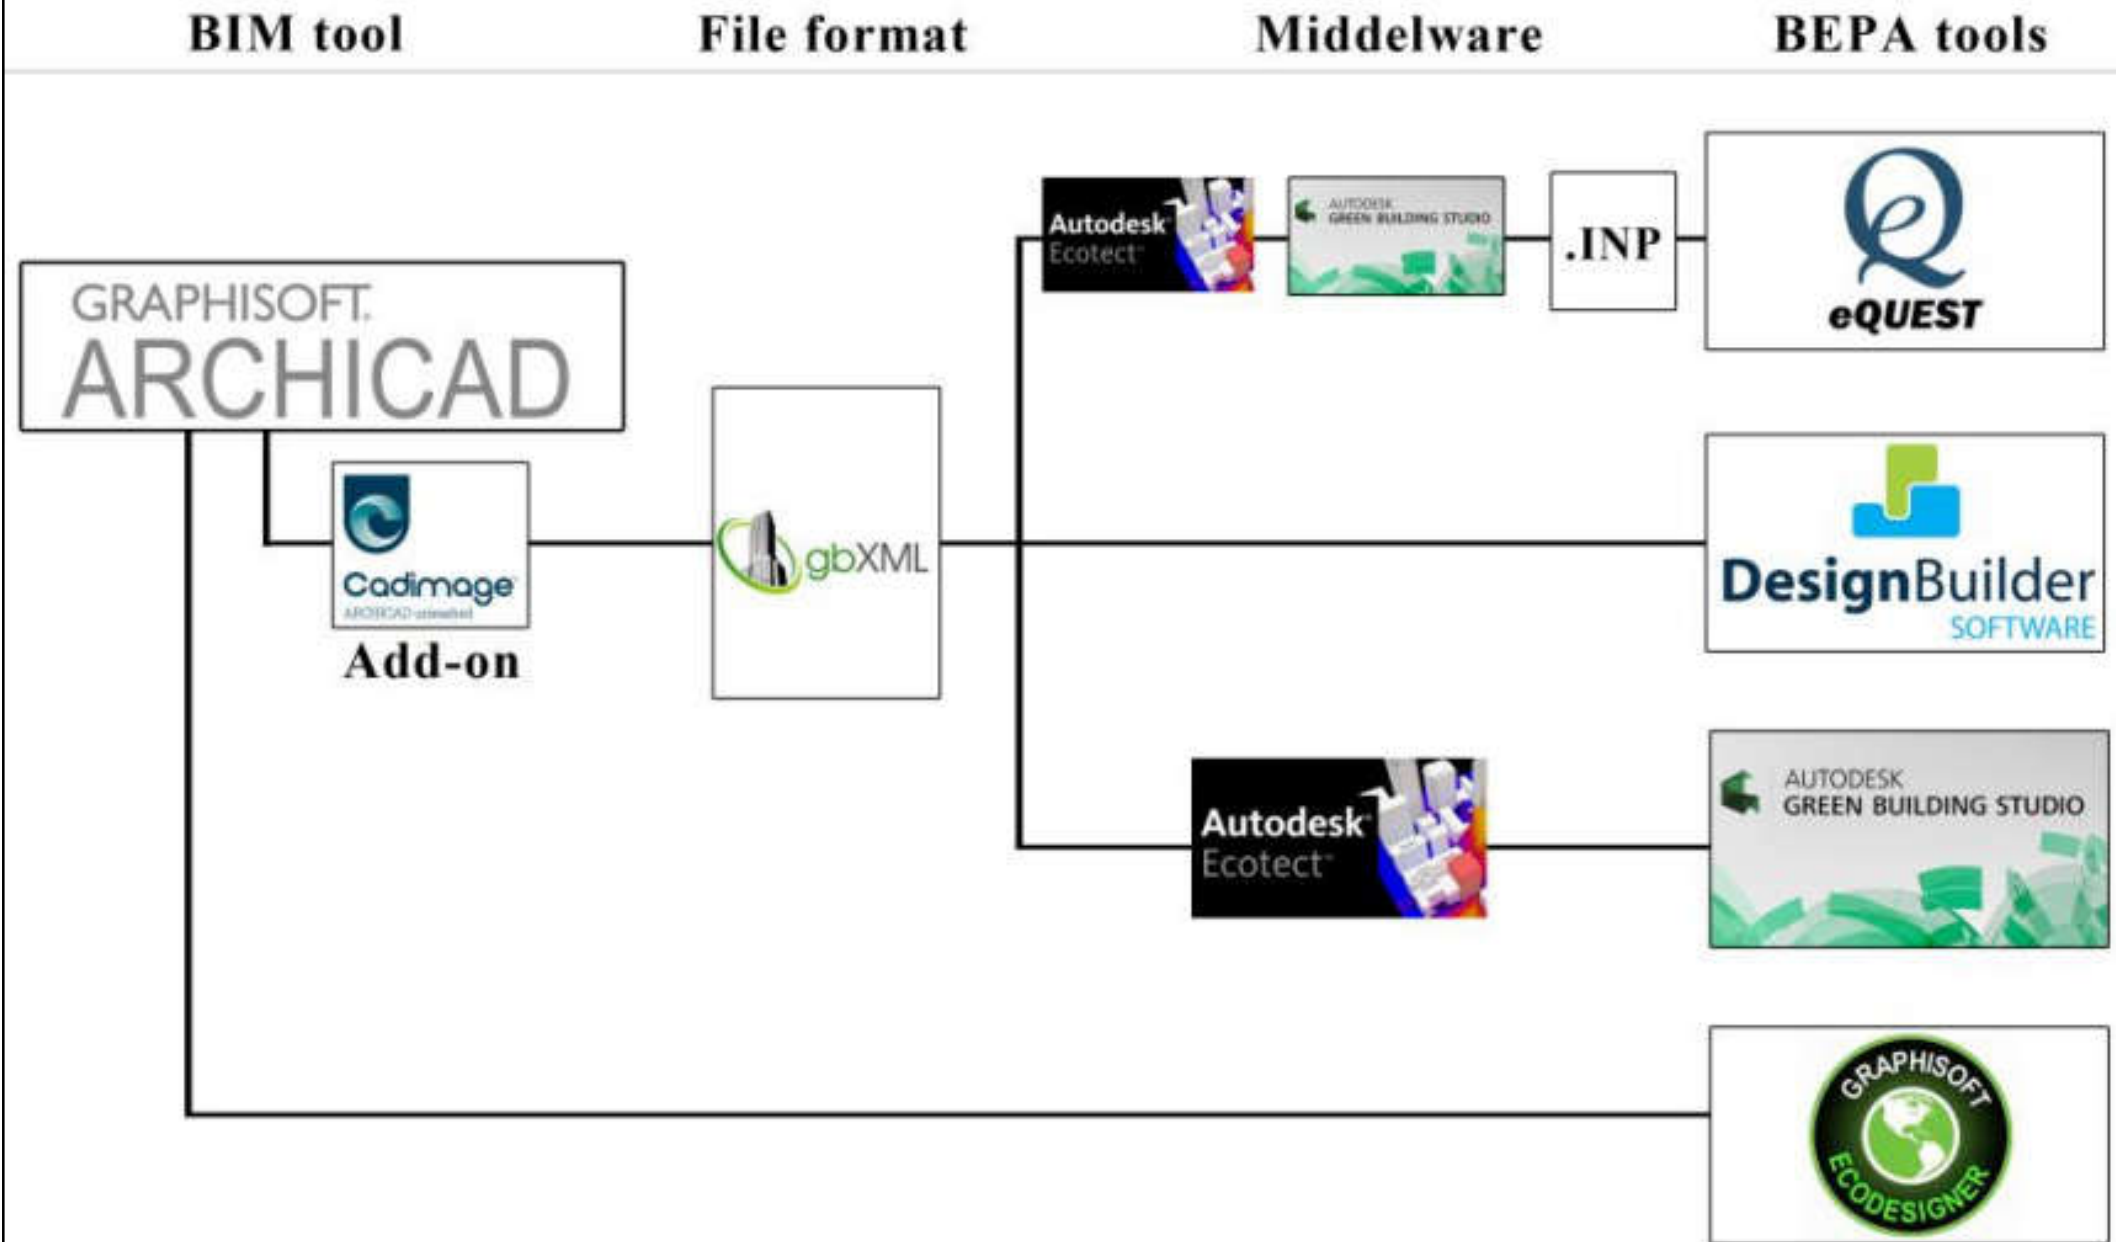 BIM tool
File format
Middelware
BEPA tools
Autodesk
Ecotect
AUTODESK
GREEN BUILDING STUDIO
.INP
eQUEST
GRAPHISOFT.
ARCHICAD
Cadimage
Add-on
gbXML
DesignBuilder
SOFTWARE
Autodesk
Ecotect
AUTODESK
GREEN BUILDING STUDIO
GRAPHISOFT
ECODESIGNER